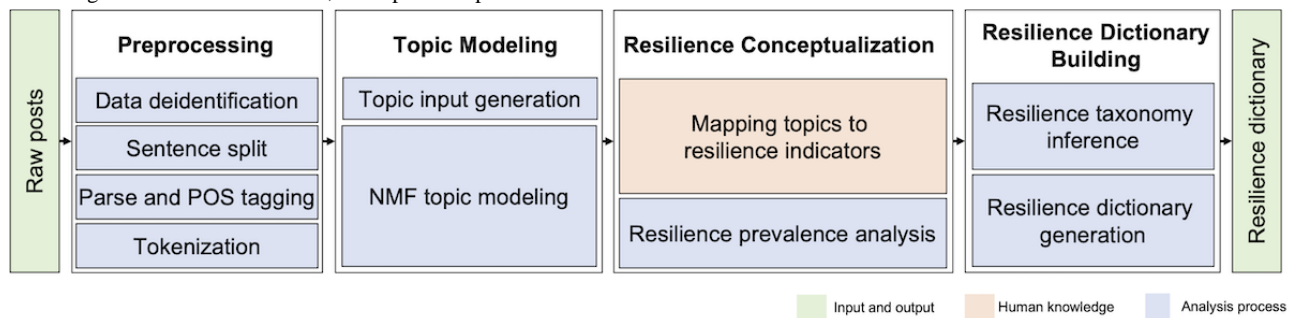 Raw posts
Preprocessing
Data deidentification
Sentence split
Parse and POS tagging
Tokenization
Topic Modeling
Topic input generation
NMF topic modeling
Resilience Conceptualization
Mapping topics to
resilience indicators
Resilience prevalence analysis
Resilience Dictionary
Building
Resilience taxonomy
inference
Resilience dictionary
generation
Resilience dictionary
Input and output
Human knowledge
Analysis process